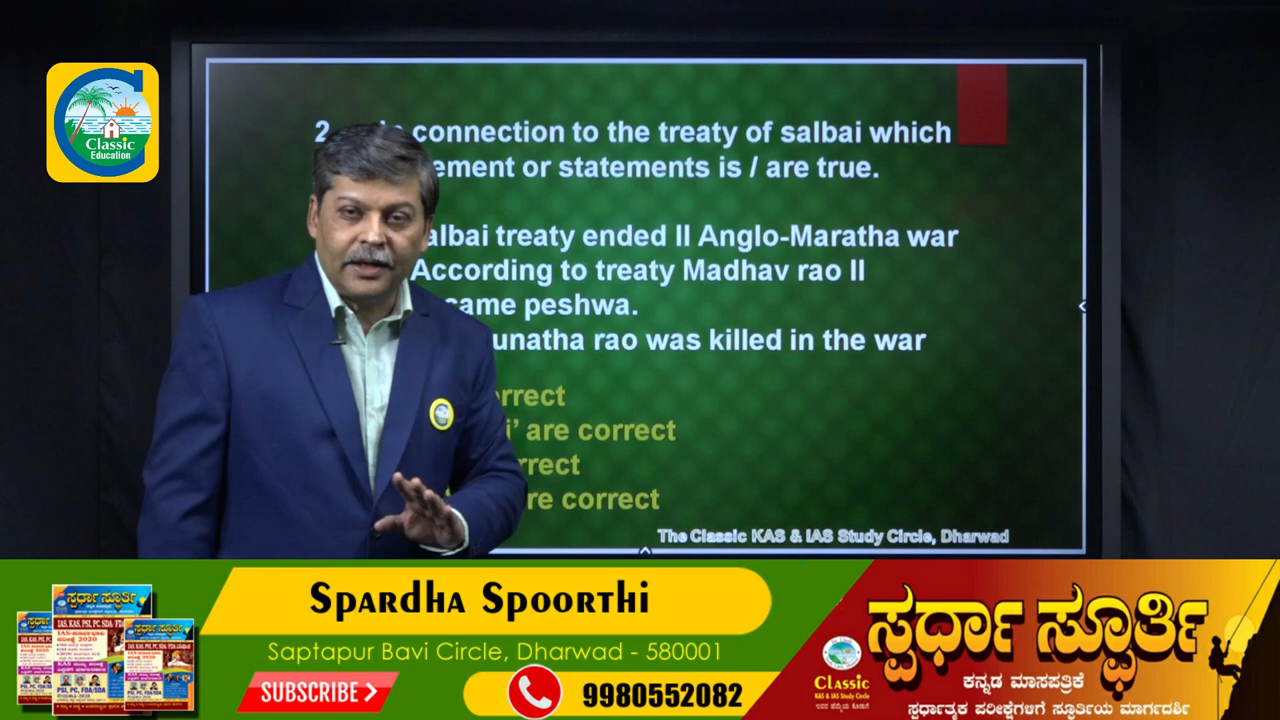 Classic
Education
2. connection to the treaty of salbai which
ement or statements is / are true.
albai treaty ended II Anglo-Maratha war
According to treaty Madhav rao II
came peshwa.
unatha rao was killed in the war
rrect
i’ are correct
rrect
re correct
The Classic KAS & IAS Study Circle, Dharwad
Spardha Spoorthi
Saptapur Bavi Circle, Dharwad - 580001
SUBSCRIBE
9980552082
ಸ್ಪರ್ಧಾ ಸ್ಪೂರ್ತಿ
ಸ್ಪರ್ಧಾ ಸ್ಫೂರ್ತಿ
Classic
KAS & IAS Study Circle
ಕನ್ನಡ ಮಾಸಪತ್ರಿಕೆ
ಸ್ಪರ್ಧಾತ್ಮಕ ಪರೀಕ್ಷೆಗಳಿಗೆ ಸ್ಫೂರ್ತಿಯ ಮಾರ್ಗದರ್ಶಿ